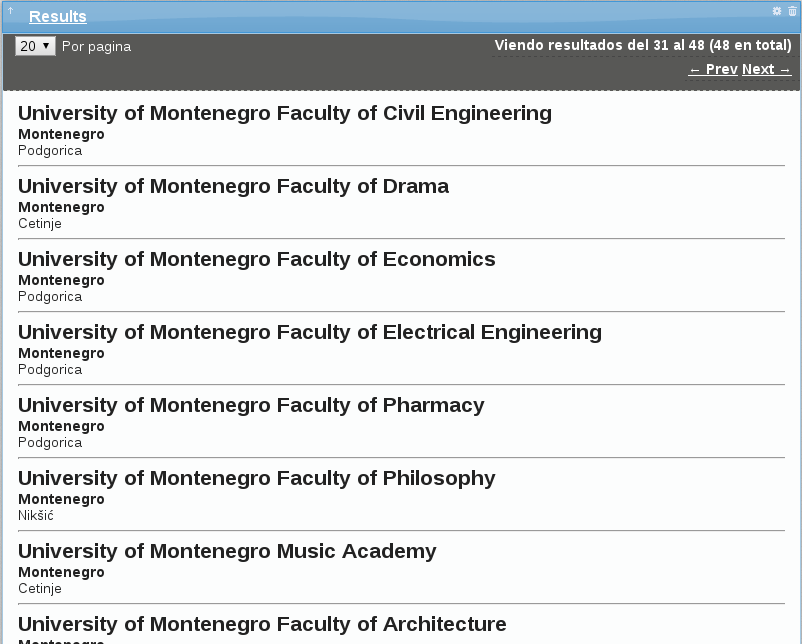 Results
20 Por pagina
Viendo resultados del 31 al 48 (48 en total)
← Prev Next →
University of Montenegro Faculty of Civil Engineering
Montenegro
Podgorica
University of Montenegro Faculty of Drama
Montenegro
Cetinje
University of Montenegro Faculty of Economics
Montenegro
Podgorica
University of Montenegro Faculty of Electrical Engineering
Montenegro
Podgorica
University of Montenegro Faculty of Pharmacy
Montenegro
Podgorica
University of Montenegro Faculty of Philosophy
Montenegro
Nikšić
University of Montenegro Music Academy
Montenegro
Cetinje
University of Montenegro Faculty of Architecture
Montenegro